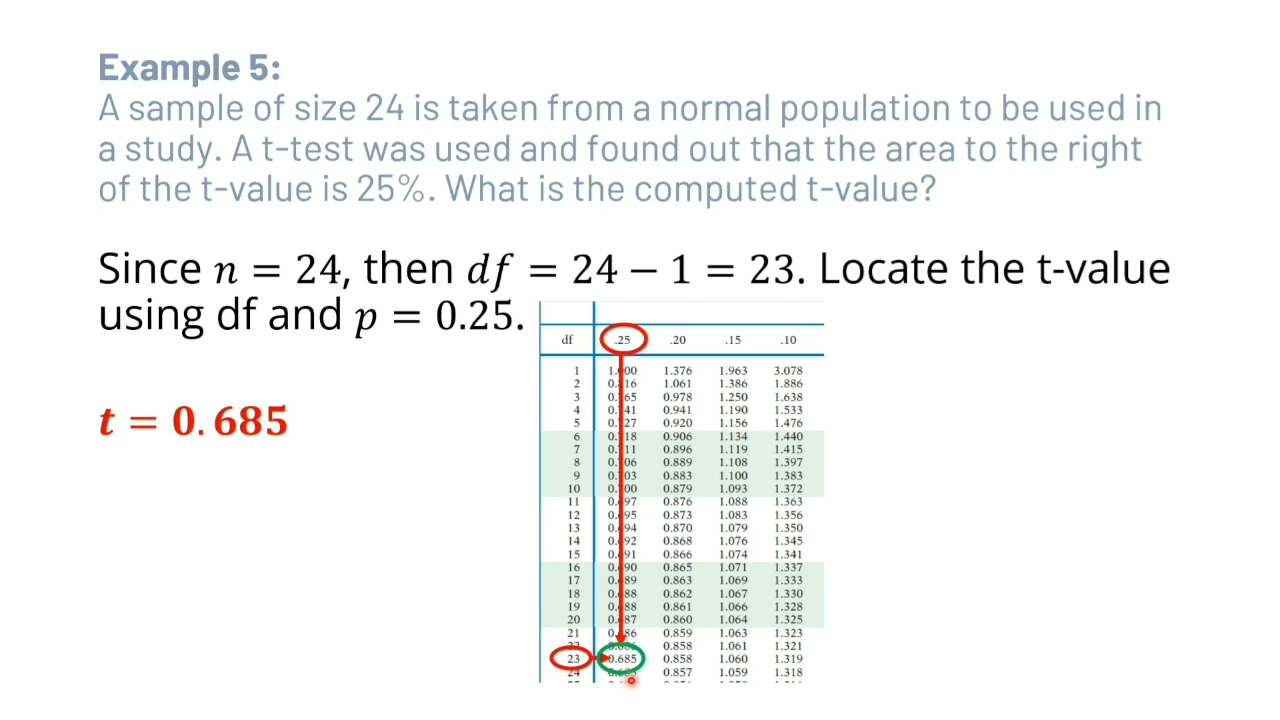 Example 5:
A sample of size 24 is taken from a normal population to be used in
a study. A t-test was used and found out that the area to the right
of the t-value is 25%. What is the computed t-value?
Since n = 24, then df = 24 − 1 = 23. Locate the t-value
using df and p = 0.25.
t = 0.685
df .25 .20 .15 .10
1 1.376 1.963 3.078
2 1.061 1.386 1.886
3 0.978 1.250 1.638
4 0.941 1.190 1.533
5 0.920 1.156 1.476
6 0.906 1.134 1.440
7 0.896 1.119 1.415
8 0.889 1.108 1.397
9 0.883 1.100 1.383
10 0.879 1.093 1.372
11 0.876 1.088 1.363
12 0.873 1.083 1.356
13 0.870 1.079 1.350
14 0.868 1.076 1.345
15 0.866 1.074 1.341
16 0.865 1.071 1.337
17 0.863 1.069 1.333
18 0.862 1.067 1.330
19 0.861 1.066 1.328
20 0.860 1.064 1.325
21 0.859 1.063 1.323
22 0.858 1.061 1.321
23 0.685 0.858 1.060 1.319
24 0.857 1.059 1.318